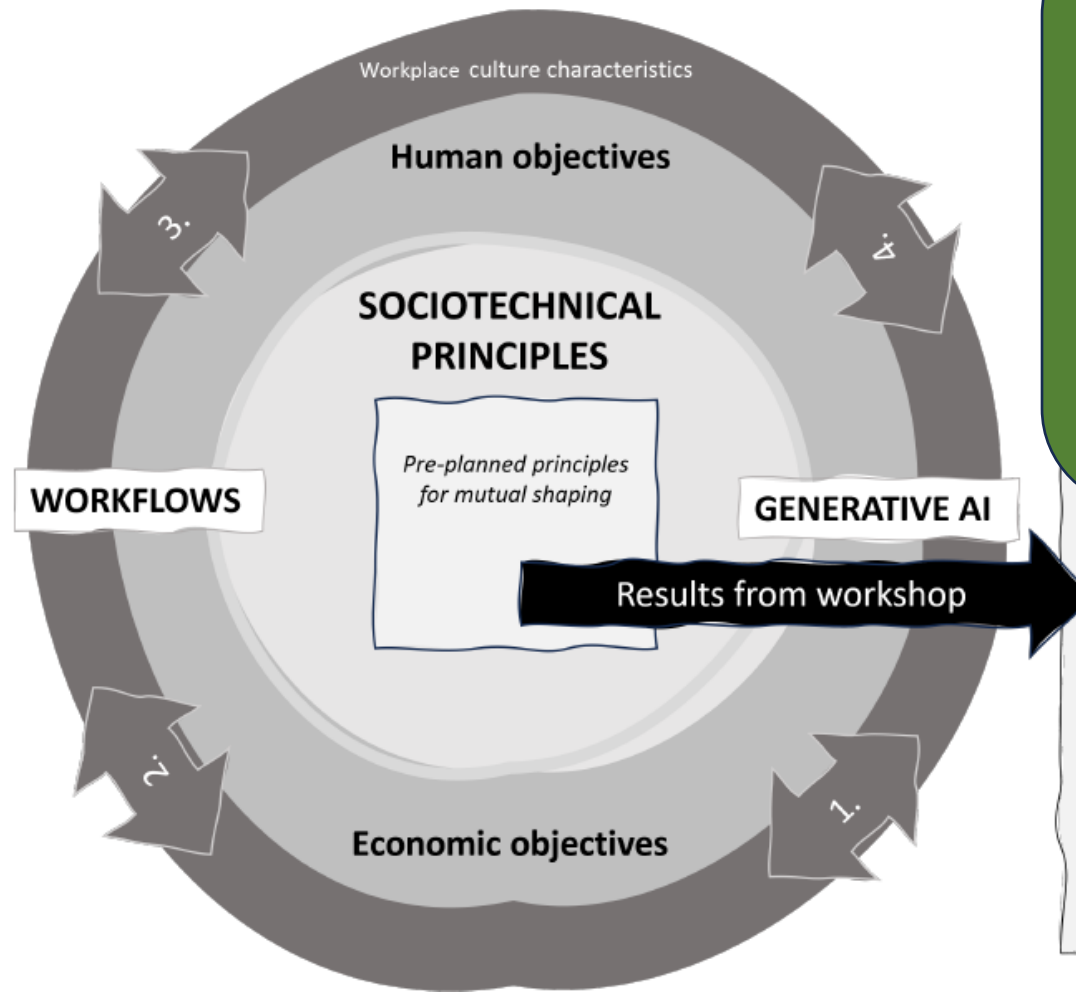 Workplace culture characteristics
Human objectives
3.
4.
SOCIOTECHNICAL
PRINCIPLES
Pre-planned principles
for mutual shaping
WORKFLOWS
GENERATIVE AI
Results from workshop
2.
1.
Economic objectives